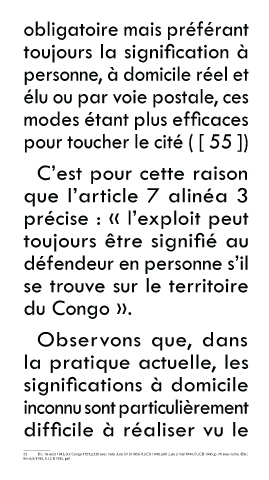 obligatoire mais préférant
toujours la signification à
personne, à domicile réel et
élu ou par voie postale, ces
modes étant plus efficaces
pour toucher le cité ( [ 55 ])
C’est pour cette raison
que l’article 7 alinéa 3
précise : « l’exploit peut
toujours être signifié au
défendeur en personne s’il
se trouve sur le territoire
du Congo ».
Observons que, dans
la pratique actuelle, les
significations à domicile
inconnu sont particulièrement
difficile à réaliser vu le